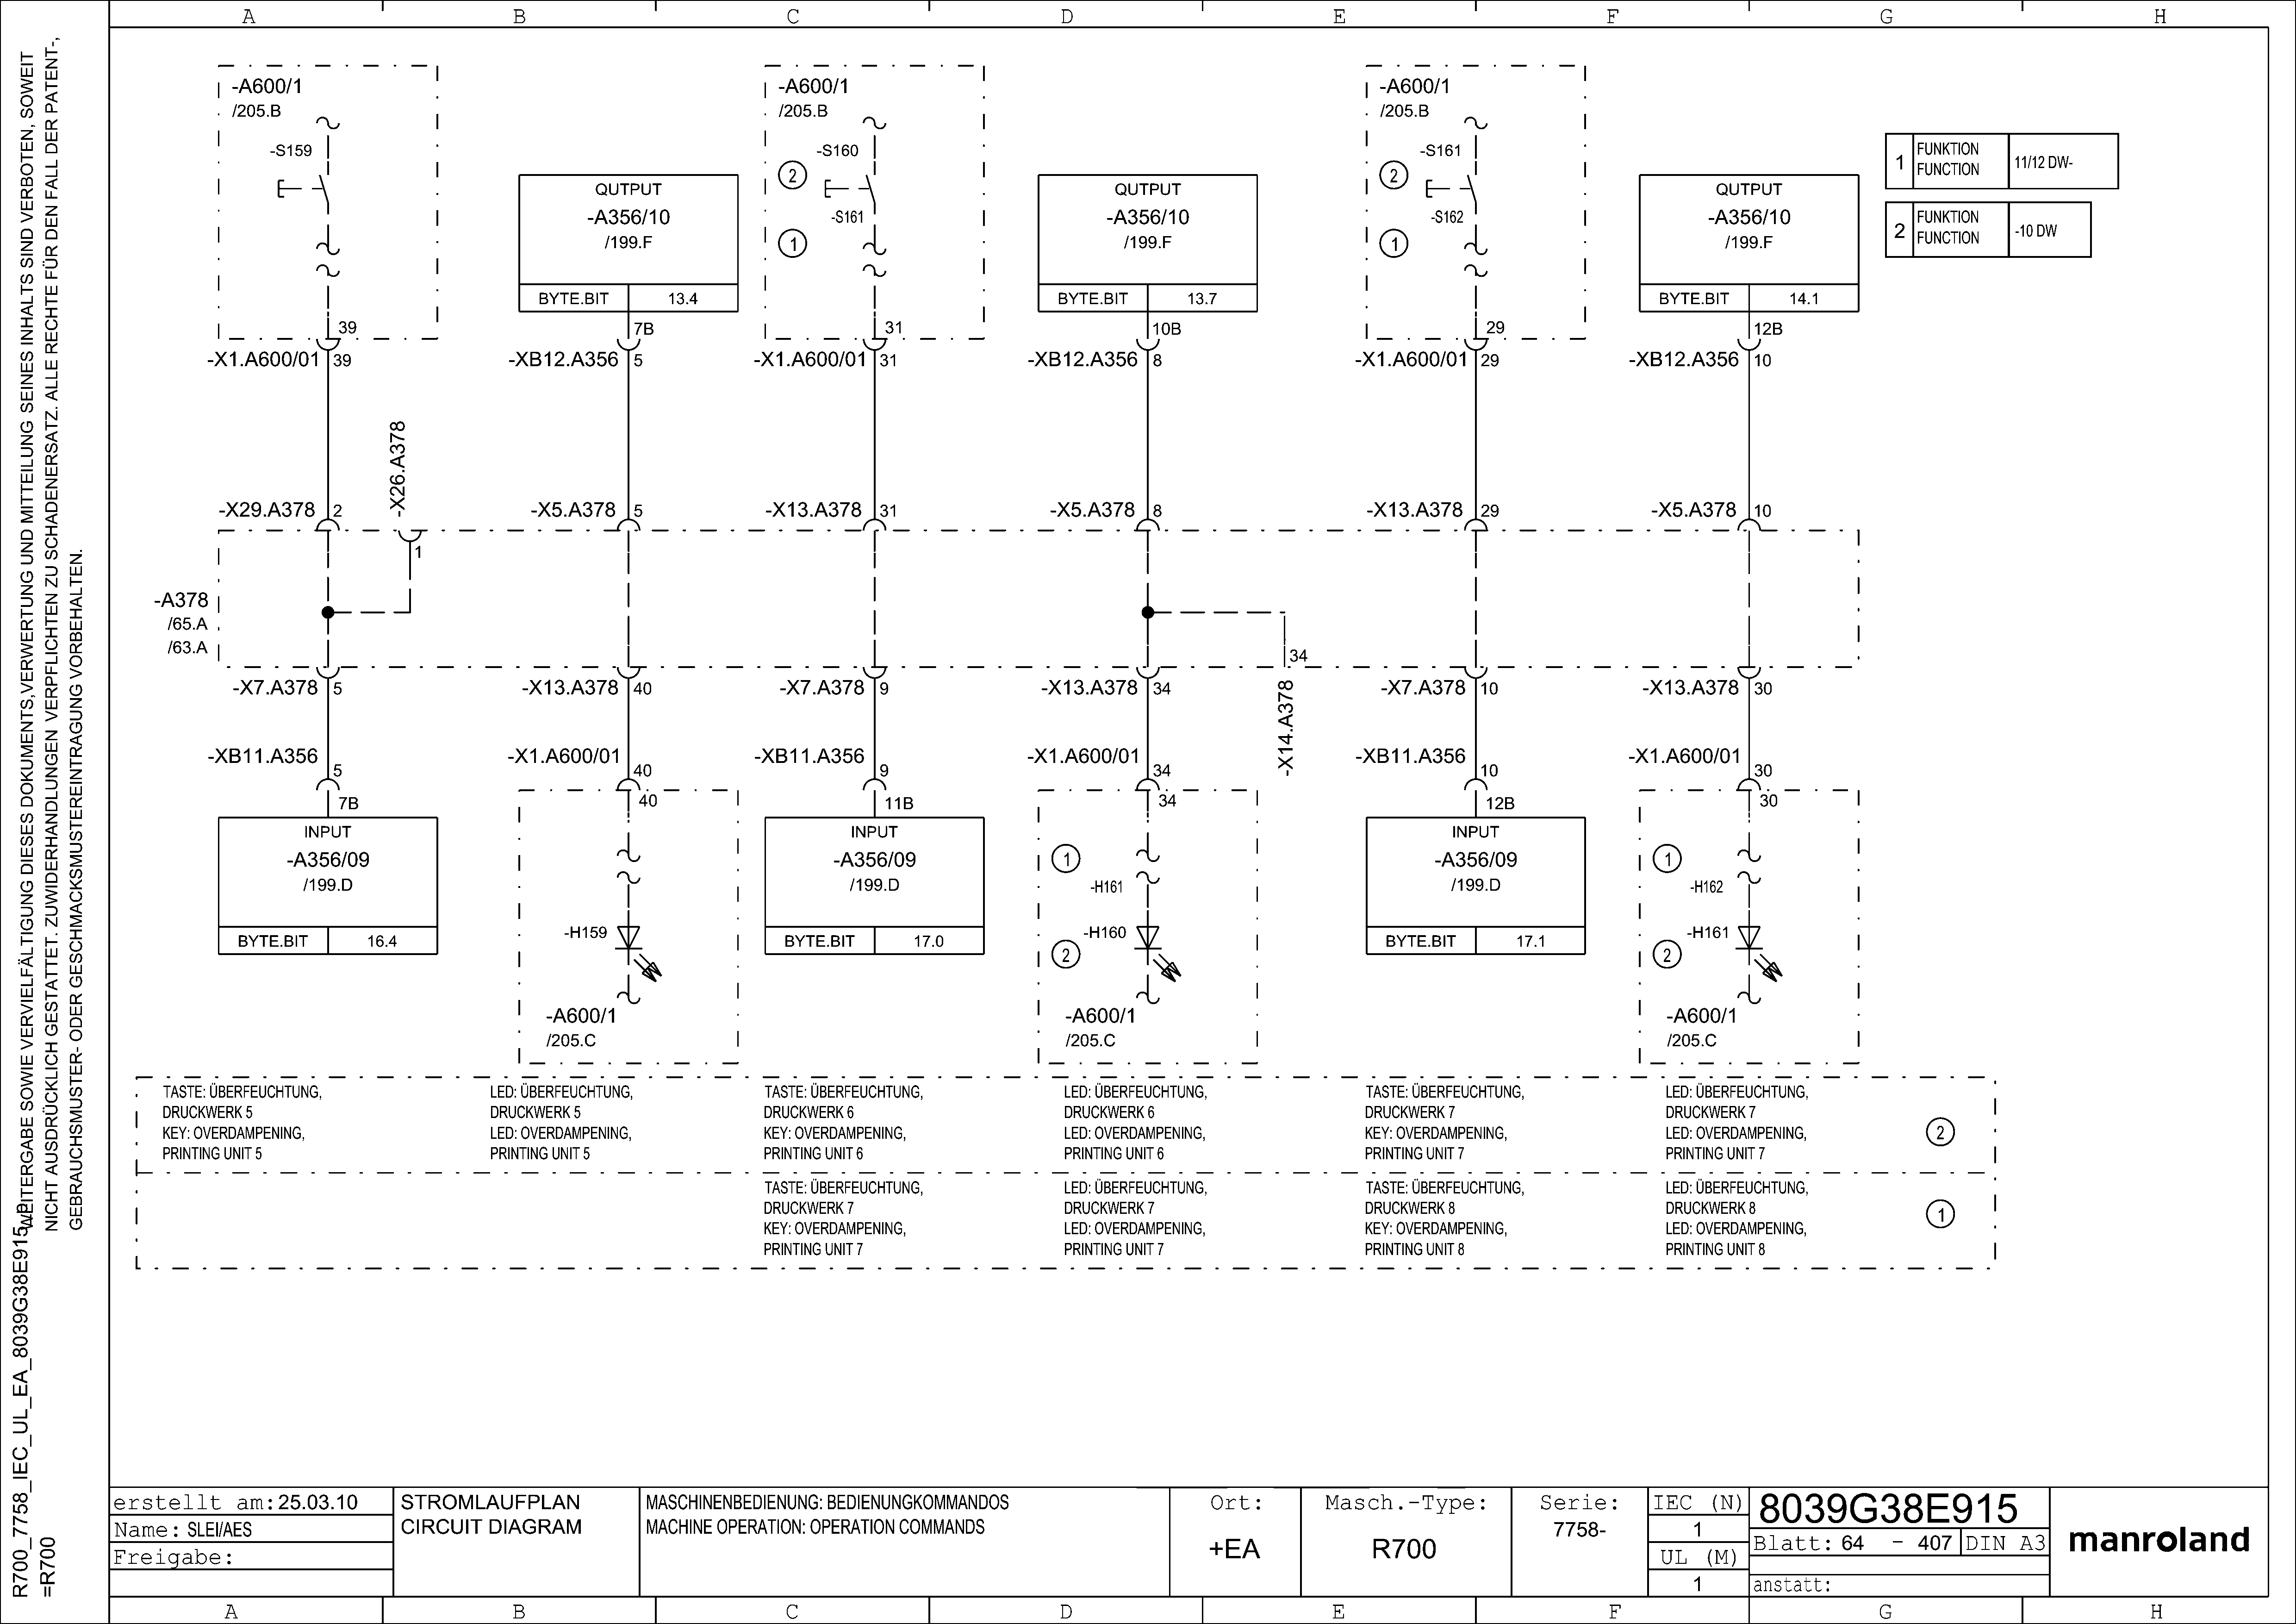 A B C D E F G H
WEITERGABE SOWIE VERVIELFÄLTIGUNG DIESES DOKUMENTS,VERWERTUNG UND MITTEILUNG SEINES INHALTS SIND VERBOTEN, SOWEIT
NICHT AUSDRÜCKLICH GESTATTET. ZUWIDERHANDLUNGEN VERPFLICHTEN ZU SCHADENERSATZ. ALLE RECHTE FÜR DEN FALL DER PATENT-,
GEBRAUCHSMUSTER- ODER GESCHMACKSMUSTEREINTRAGUNG VORBEHALTEN.
-A600/1
/205.B
-S159
39
-X1.A600/01 39
QUTPUT
-A356/10
/199.F
BYTE.BIT 13.4
7B
-XB12.A356 5
-A600/1
/205.B
-S160
2
-S161
1
31
-X1.A600/01 31
QUTPUT
-A356/10
/199.F
BYTE.BIT 13.7
10B
-XB12.A356 8
-A600/1
/205.B
-S161
2
-S162
1
29
-X1.A600/01 29
QUTPUT
-A356/10
/199.F
BYTE.BIT 14.1
12B
-XB12.A356 10
1 FUNKTION
FUNCTION 11/12 DW-
2 FUNKTION
FUNCTION -10 DW
-X26.A378
-X29.A378 2
-X5.A378 5
-X13.A378 31
-X5.A378 8
-X13.A378 29
-X5.A378 10
1
-A378
/65.A
/63.A
34
-X7.A378 5
-X13.A378 40
-X7.A378 9
-X13.A378 34
-X14.A378
-X7.A378 10
-X13.A378 30
-XB11.A356 5
-X1.A600/01 40
-XB11.A356 9
-X1.A600/01 34
-XB11.A356 10
-X1.A600/01 30
7B
INPUT
-A356/09
/199.D
BYTE.BIT 16.4
40
-H159
-A600/1
/205.C
11B
INPUT
-A356/09
/199.D
BYTE.BIT 17.0
34
1
-H161
-H160
2
-A600/1
/205.C
12B
INPUT
-A356/09
/199.D
BYTE.BIT 17.1
30
1
-H162
-H161
2
-A600/1
/205.C
TASTE: ÜBERFEUCHTUNG,
DRUCKWERK 5
KEY: OVERDAMPENING,
PRINTING UNIT 5
LED: ÜBERFEUCHTUNG,
DRUCKWERK 5
LED: OVERDAMPENING,
PRINTING UNIT 5
TASTE: ÜBERFEUCHTUNG,
DRUCKWERK 6
KEY: OVERDAMPENING,
PRINTING UNIT 6
LED: ÜBERFEUCHTUNG,
DRUCKWERK 6
LED: OVERDAMPENING,
PRINTING UNIT 6
TASTE: ÜBERFEUCHTUNG,
DRUCKWERK 7
KEY: OVERDAMPENING,
PRINTING UNIT 7
LED: ÜBERFEUCHTUNG,
DRUCKWERK 7
LED: OVERDAMPENING,
PRINTING UNIT 7
2
TASTE: ÜBERFEUCHTUNG,
DRUCKWERK 7
KEY: OVERDAMPENING,
PRINTING UNIT 7
LED: ÜBERFEUCHTUNG,
DRUCKWERK 7
LED: OVERDAMPENING,
PRINTING UNIT 7
TASTE: ÜBERFEUCHTUNG,
DRUCKWERK 8
KEY: OVERDAMPENING,
PRINTING UNIT 8
LED: ÜBERFEUCHTUNG,
DRUCKWERK 8
LED: OVERDAMPENING,
PRINTING UNIT 8
1
=R700
erstellt am: 25.03.10
Name: SLEI/AES
Freigabe:
STROMLAUFPLAN
CIRCUIT DIAGRAM
MASCHINENBEDIENUNG: BEDIENUNGKOMMANDOS
MACHINE OPERATION: OPERATION COMMANDS
Ort:
+EA
Masch.-Type:
R700
Serie:
7758-
IEC (N)
1
UL (M)
1
8039G38E915
Blatt: 64 - 407 DIN A3
anstatt:
manroland
A B C D E F G H